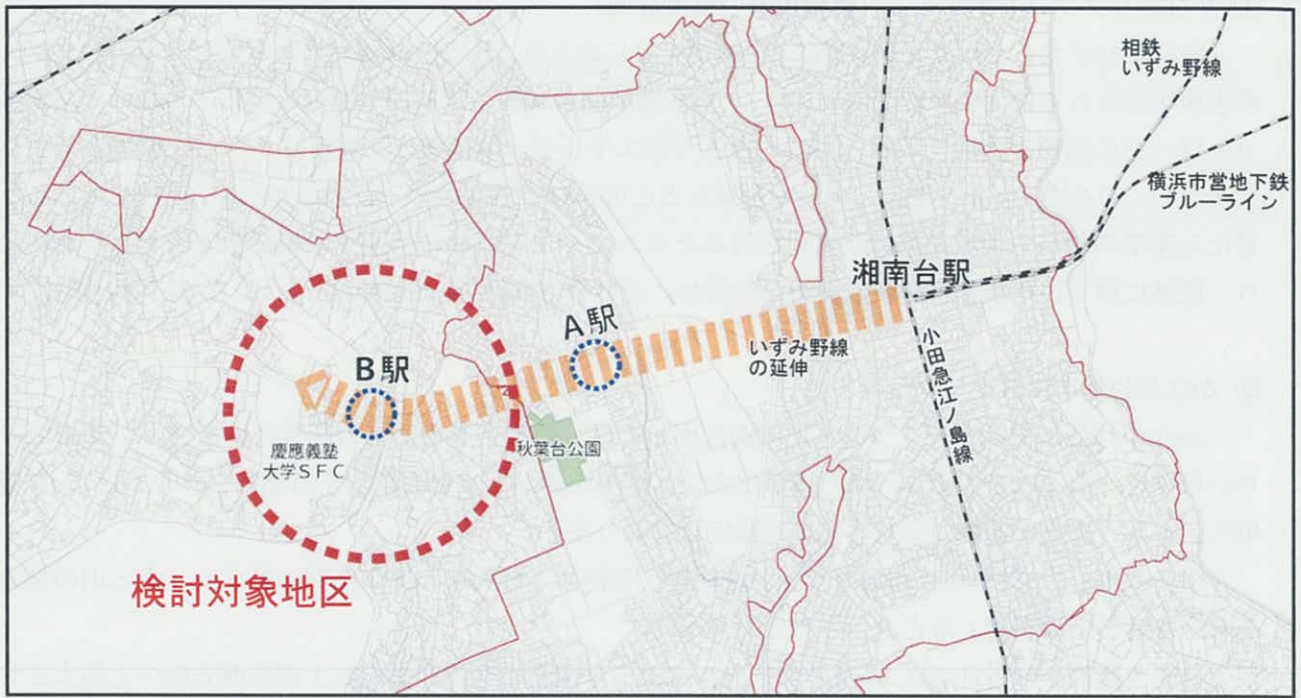 相鉄
いずみ野線
横浜市営地下鉄
ブルーライン
湘南台駅
A駅
いずみ野線
の延伸
小田急江ノ島線
B駅
慶應義塾
大学SFC
秋葉台公園
検討対象地区